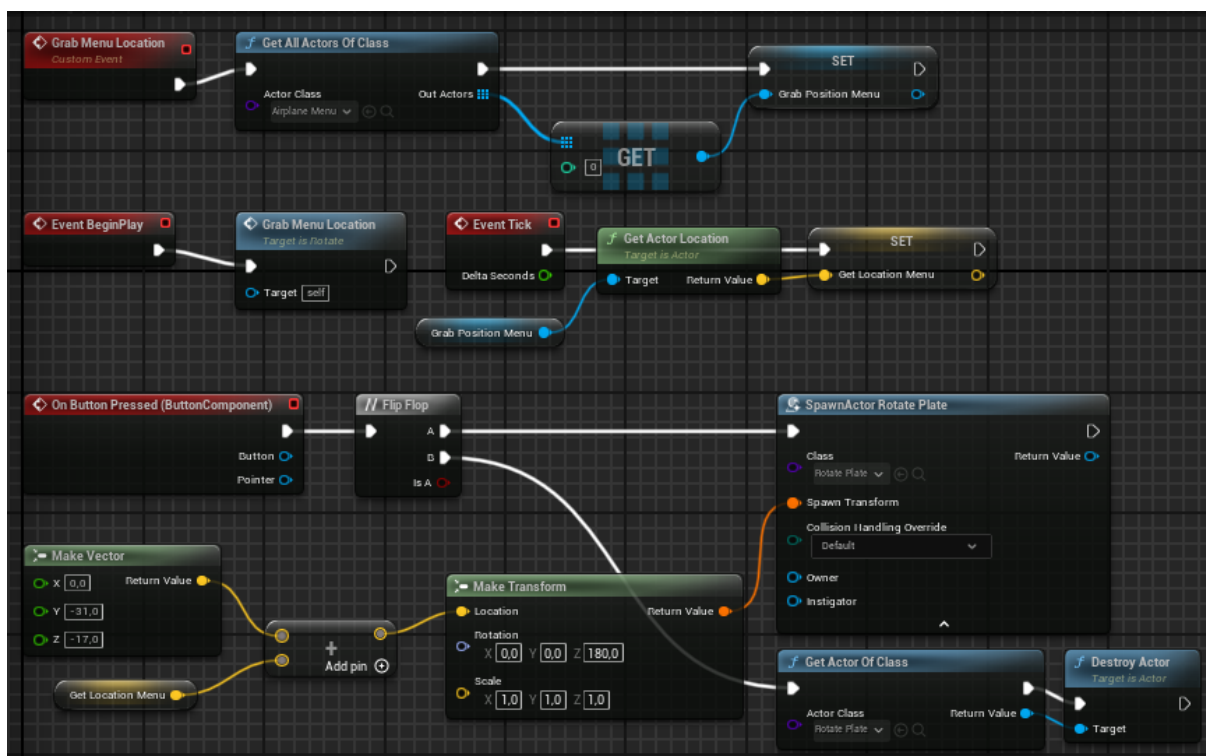 Grab Menu Location
Custom Event
Get All Actors Of Class
Actor Class
Airplane Menu
Out Actors
0
GET
SET
Grab Position Menu
Event BeginPlay
Grab Menu Location
Target is Rotate
Target self
Event Tick
Delta Seconds
Grab Position Menu
Get Actor Location
Target is Actor
Target Return Value
SET
Get Location Menu
On Button Pressed (ButtonComponent)
Button
Pointer
// Flip Flop
A
B
Is A
SpawnActor Rotate Plate
Class
Rotate Plate
Return Value
Spawn Transform
Collision Handling Override
Default
Owner
Instigator
Make Vector
X 0,0 Return Value
Y -31,0
Z -17,0
Get Location Menu
+
Add pin
Make Transform
Location Return Value
Rotation
X 0,0 Y 0,0 Z 180,0
Scale
X 1,0 Y 1,0 Z 1,0
Get Actor Of Class
Actor Class
Rotate Plate
Return Value
Destroy Actor
Target is Actor
Target